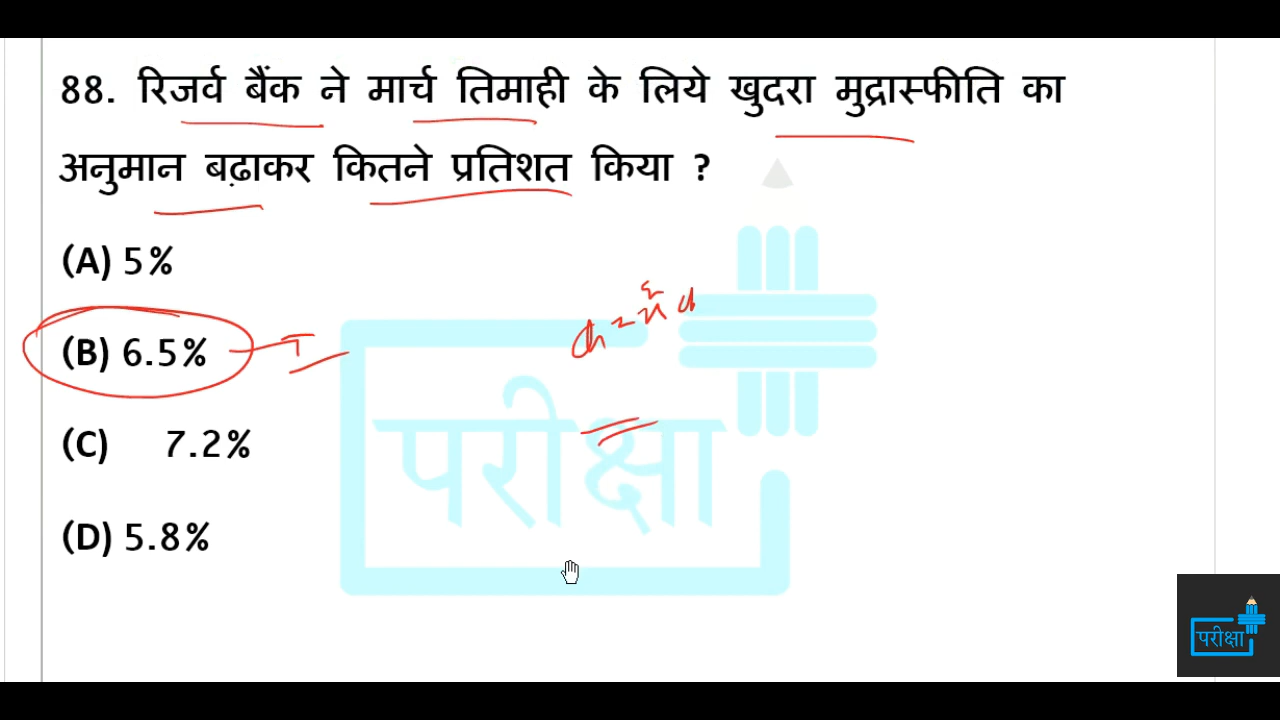 88. रिजर्व बैंक ने मार्च तिमाही के लिये खुदरा मुद्रास्फीति का
अनुमान बढ़ाकर कितने प्रतिशत किया ?
(A) 5%
(B) 6.5%
(C) 7.2%
(D) 5.8%
परीक्षा
परीक्षा